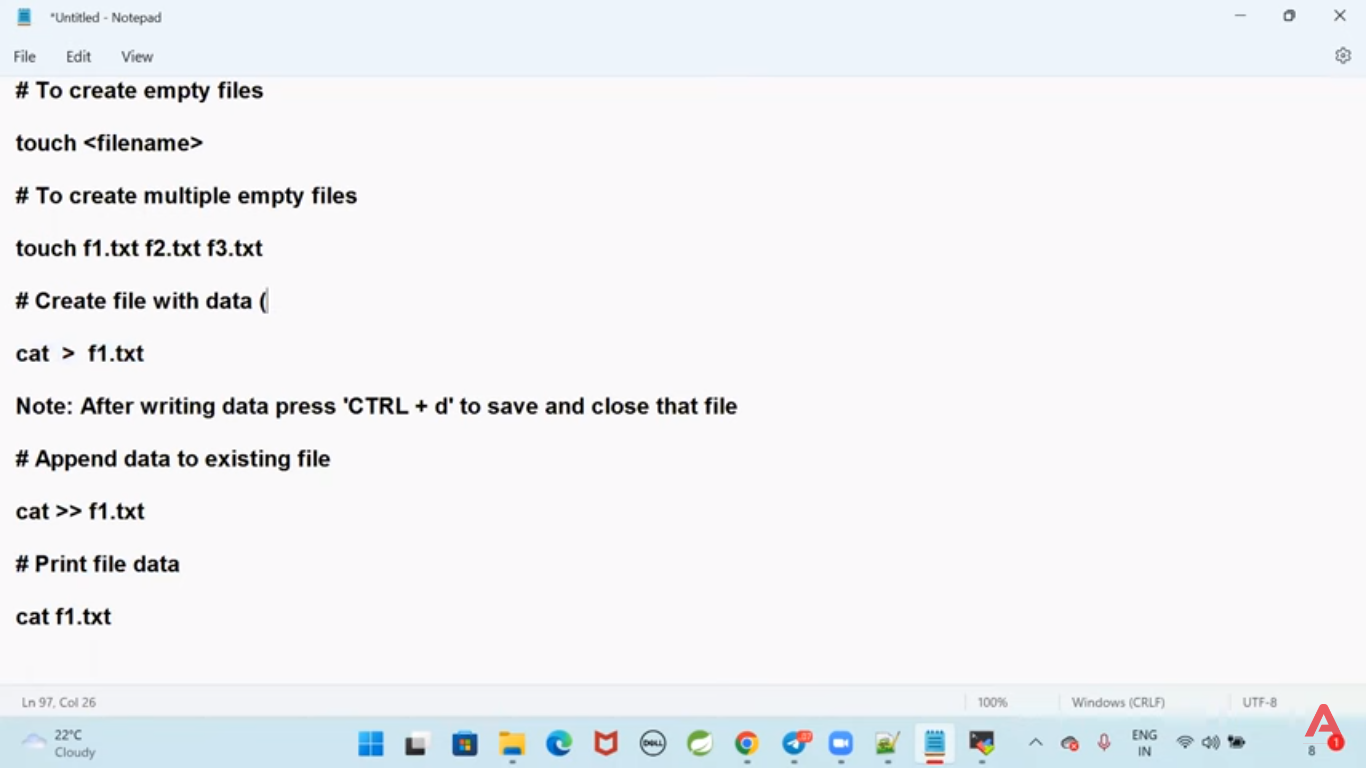 *Untitled - Notepad
File Edit View
# To create empty files
touch <filename>
# To create multiple empty files
touch f1.txt f2.txt f3.txt
# Create file with data (
cat  >  f1.txt
Note: After writing data press 'CTRL + d' to save and close that file
# Append data to existing file
cat >> f1.txt
# Print file data
cat f1.txt
Ln 97, Col 26 100% Windows (CRLF) UTF-8
22°C
Cloudy
DELL
ENG
IN
8
1